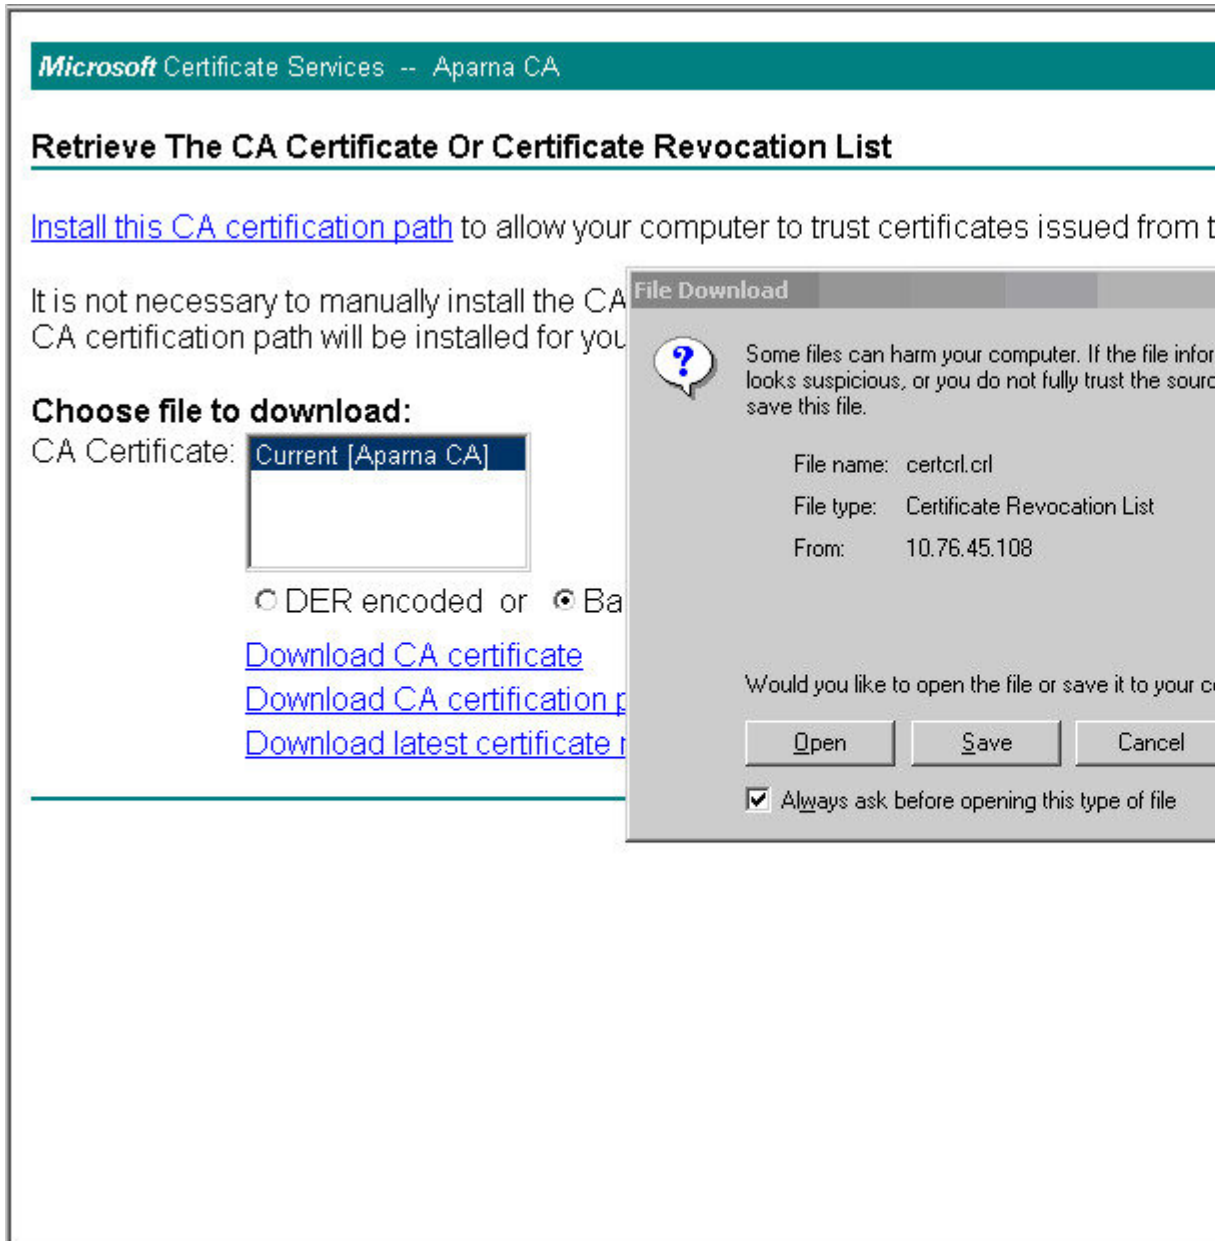 Microsoft Certificate Services -- Aparna CA
Retrieve The CA Certificate Or Certificate Revocation List
Install this CA certification path to allow your computer to trust certificates issued from
It is not necessary to manually install the CA
CA certification path will be installed for you
Choose file to download:
CA Certificate:
Current [Aparna CA]
DER encoded or
Download CA certificate
Download CA certification
Download latest certificate
File Download
Some files can harm your computer. If the file
looks suspicious, or you do not fully trust the
save this file.
File name: certcrl.crl
File type: Certificate Revocation List
From: 10.76.45.108
Would you like to open the file or save it to your
Open
Save
Cancel
Always ask before opening this type of file